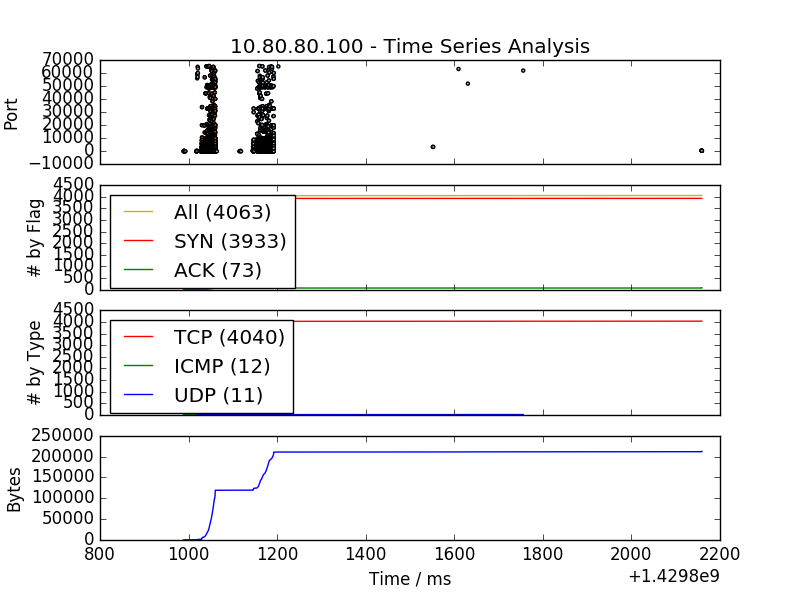 10.80.80.100 - Time Series Analysis
70000
60000
50000
40000
30000
20000
10000
0
−10000
Port
4500
4000
3500
3000
2500
2000
1500
1000
500
0
# by Flag
All (4063)
SYN (3933)
ACK (73)
4500
4000
3500
3000
2500
2000
1500
1000
500
0
# by Type
TCP (4040)
ICMP (12)
UDP (11)
250000
200000
150000
100000
50000
0
Bytes
800 1000 1200 1400 1600 1800 2000 2200
Time / ms
+1.4298e9